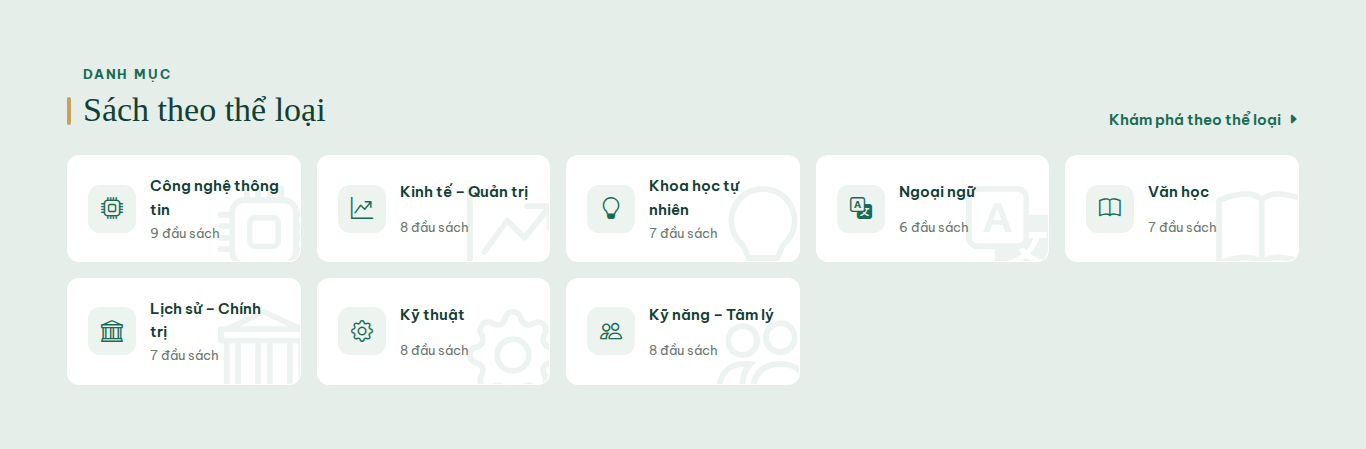 DANH MỤC
Sách theo thể loại
Khám phá theo thể loại
Công nghệ thông
tin
9 đầu sách
Kinh tế – Quản trị
8 đầu sách
Khoa học tự
nhiên
7 đầu sách
Ngoại ngữ
6 đầu sách
Văn học
7 đầu sách
Lịch sử – Chính
trị
7 đầu sách
Kỹ thuật
8 đầu sách
Kỹ năng – Tâm lý
8 đầu sách